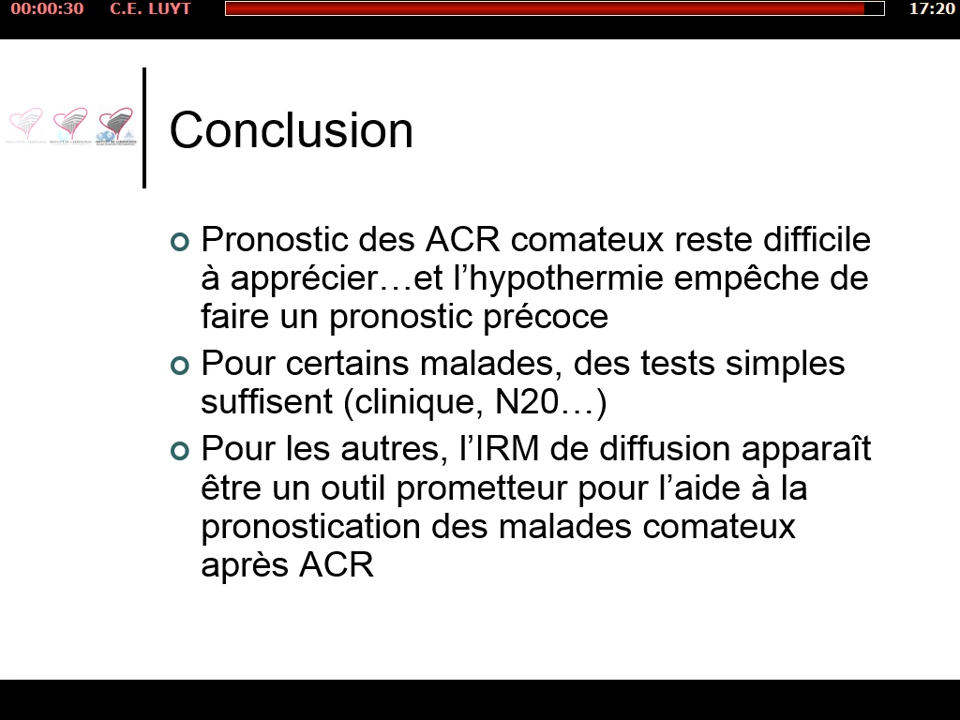 00:00:30 C.E. LUYT 17:20
Conclusion
Pronostic des ACR comateux reste difficile
à apprécier…et l’hypothermie empêche de
faire un pronostic précoce
Pour certains malades, des tests simples
suffisent (clinique, N20…)
Pour les autres, l’IRM de diffusion apparaît
être un outil prometteur pour l’aide à la
pronostication des malades comateux
après ACR